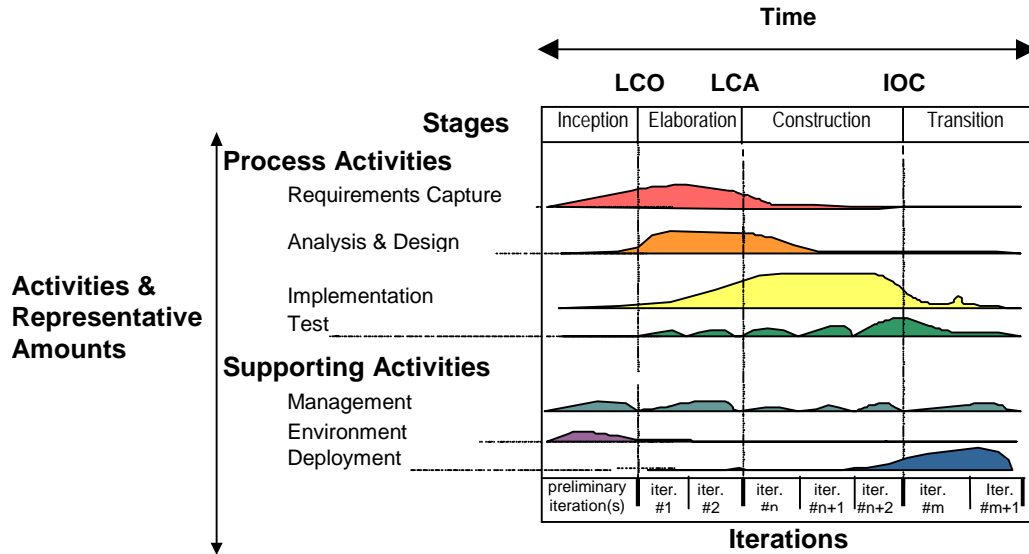 Time
LCO LCA IOC
Stages Inception Elaboration Construction Transition
Process Activities
Requirements Capture
Analysis & Design
Activities &
Representative
Amounts
Implementation
Test
Supporting Activities
Management
Environment
Deployment
preliminary iteration(s)
iter. #1
iter. #2
iter. #n
iter. #n+1
iter. #n+2
iter. #m
Iter. #m+1
Iterations